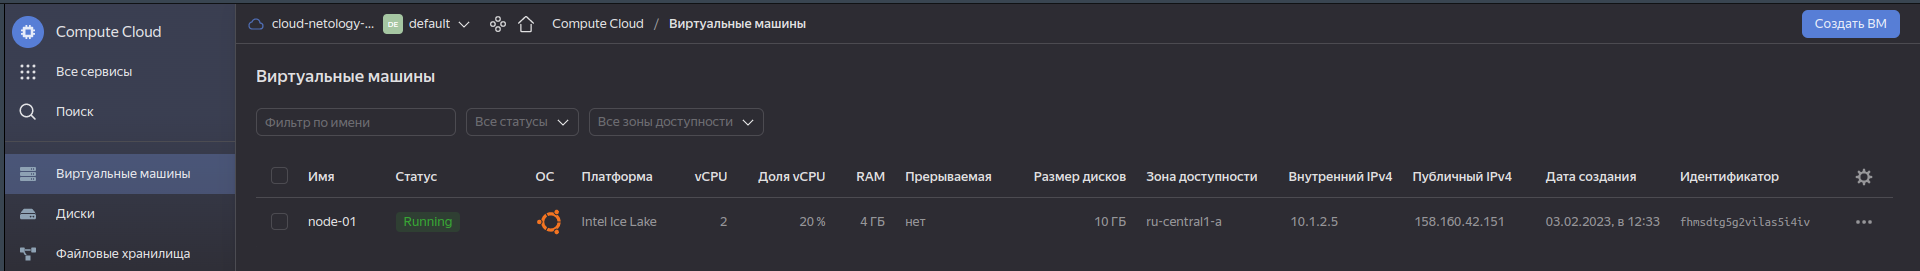 Compute Cloud
Все сервисы
Поиск
Виртуальные машины
Диски
Файловые хранилища
cloud-netology-... DE default Compute Cloud / Виртуальные машины Создать ВМ
Виртуальные машины
Фильтр по имени Все статусы Все зоны доступности
Имя Статус ОС Платформа vCPU Доля vCPU RAM Прерываемая Размер дисков Зона доступности Внутренний IPv4 Публичный IPv4 Дата создания Идентификатор
node-01 Running Intel Ice Lake 2 20 % 4 ГБ нет 10 ГБ ru-central1-a 10.1.2.5 158.160.42.151 03.02.2023, в 12:33 fhmsdtg5g2vilas5i4iv